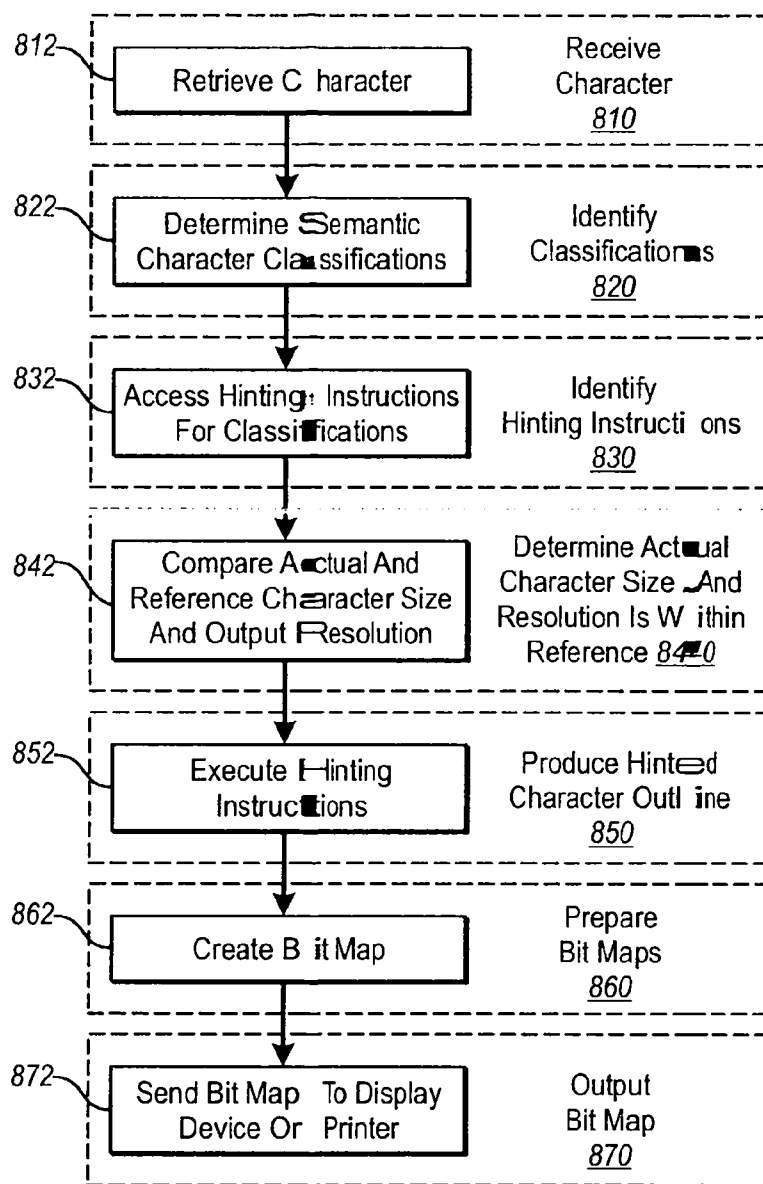 812
Retrieve Character
Receive
Character
810
822
Determine Semantic
Character Classifications
Identify
Classifications
820
832
Access Hinting Instructions
For Classifications
Identify
Hinting Instructions
830
842
Compare Actual And
Reference Character Size
And Output Resolution
Determine Actual
Character Size And
Resolution Is Within
Reference 840
852
Execute Hinting
Instructions
Produce Hinted
Character Outline
850
862
Create Bit Map
Prepare
Bit Maps
860
872
Send Bit Map To Display
Device Or Printer
Output
Bit Map
870